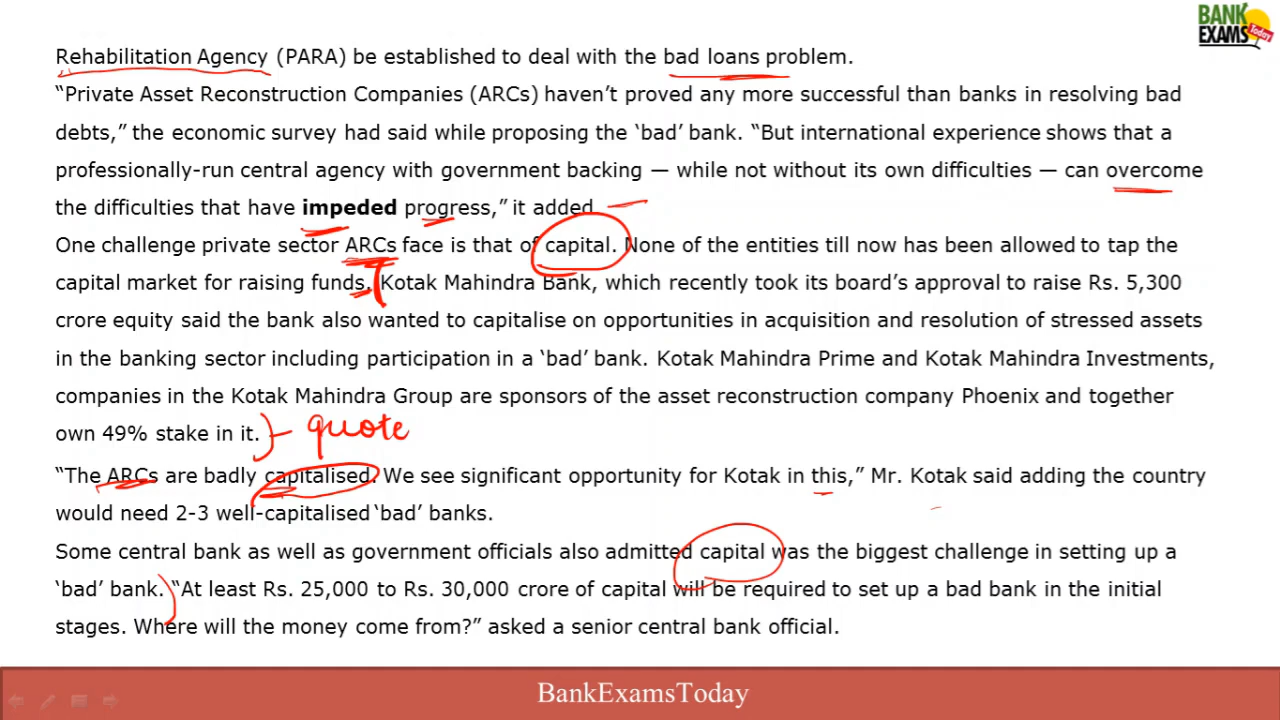 BANK
EXAMS
Today
Rehabilitation Agency (PARA) be established to deal with the bad loans problem.
“Private Asset Reconstruction Companies (ARCs) haven’t proved any more successful than banks in resolving bad
debts,” the economic survey had said while proposing the ‘bad’ bank. “But international experience shows that a
professionally-run central agency with government backing — while not without its own difficulties — can overcome
the difficulties that have impeded progress,” it added.
One challenge private sector ARCs face is that of capital. None of the entities till now has been allowed to tap the
capital market for raising funds. Kotak Mahindra Bank, which recently took its board’s approval to raise Rs. 5,300
crore equity said the bank also wanted to capitalise on opportunities in acquisition and resolution of stressed assets
in the banking sector including participation in a ‘bad’ bank. Kotak Mahindra Prime and Kotak Mahindra Investments,
companies in the Kotak Mahindra Group are sponsors of the asset reconstruction company Phoenix and together
own 49% stake in it. quote
“The ARCs are badly capitalised. We see significant opportunity for Kotak in this,” Mr. Kotak said adding the country
would need 2-3 well-capitalised ‘bad’ banks.
Some central bank as well as government officials also admitted capital was the biggest challenge in setting up a
‘bad’ bank. “At least Rs. 25,000 to Rs. 30,000 crore of capital will be required to set up a bad bank in the initial
stages. Where will the money come from?” asked a senior central bank official.
BankExamsToday